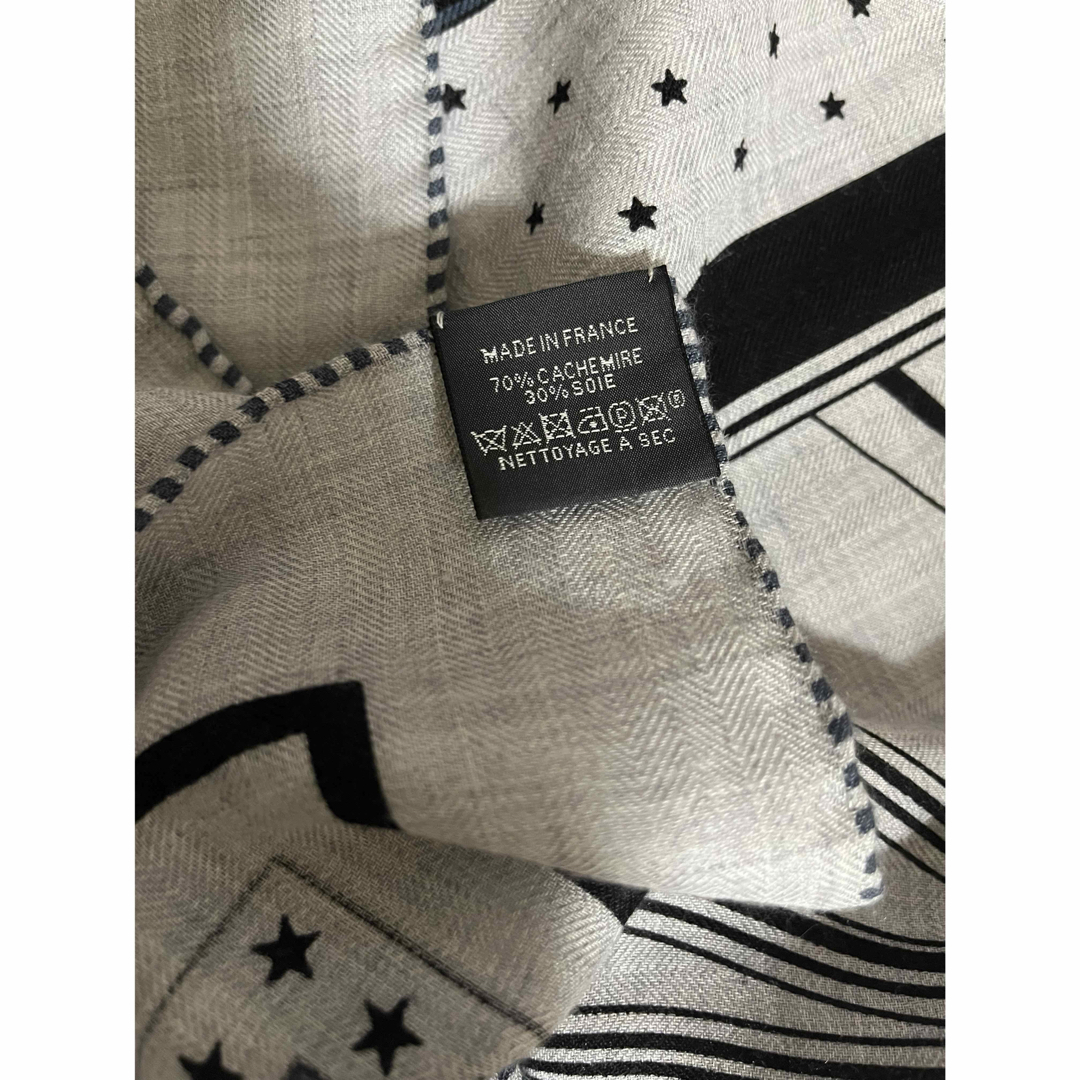 MADE IN FRANCE
70% CACHEMIRE
30% SOIE
P ®
NETTOYAGE A SEC